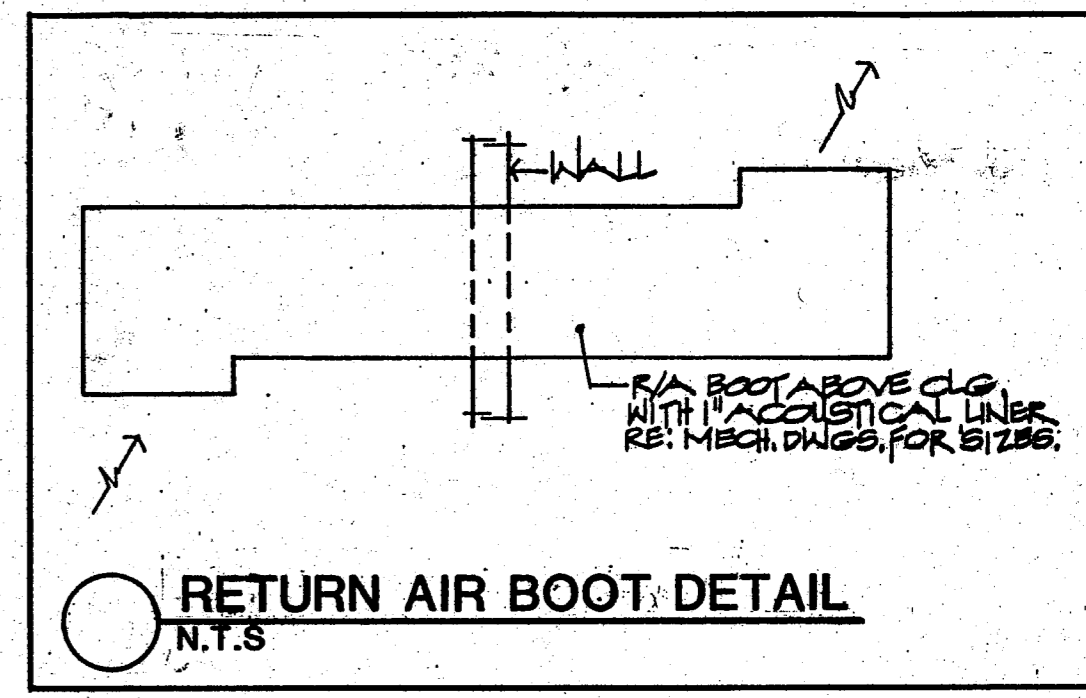 WALL
R/A BOOT ABOVE CLG.
WITH 1" ACOUSTICAL LINER
RE: MECH. DWGS. FOR SIZES.
RETURN AIR BOOT DETAIL
N.T.S